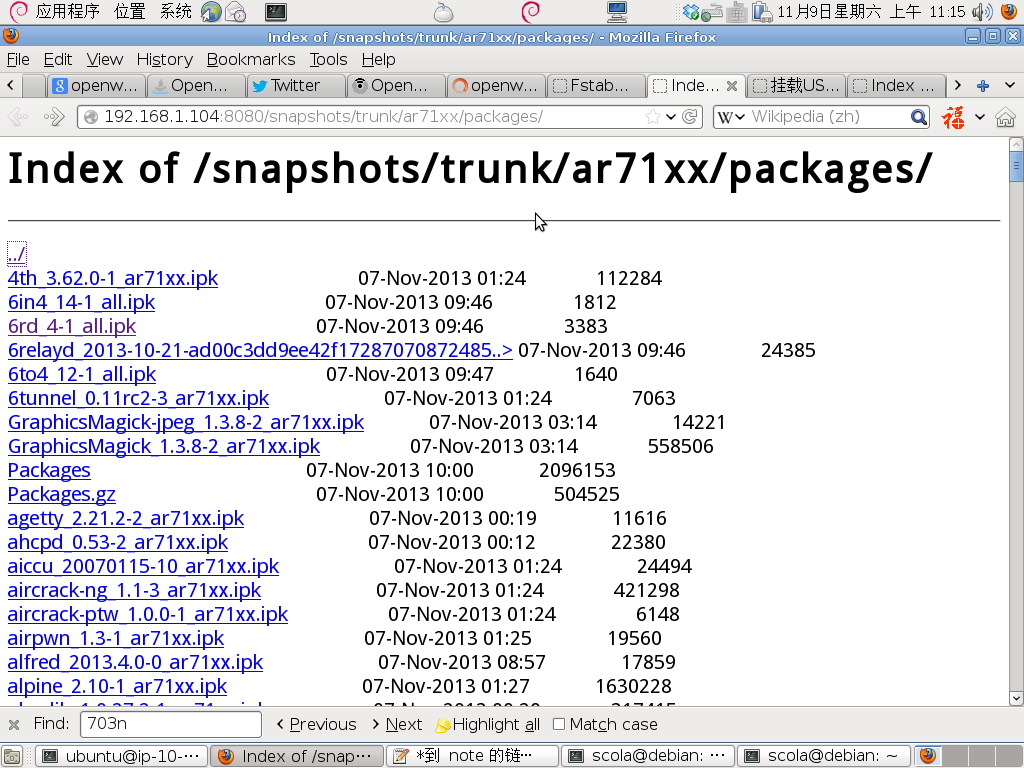 应用程序 位置 系统 11月9日星期六 上午 11:15
Index of /snapshots/trunk/ar71xx/packages/ - Mozilla Firefox
File Edit View History Bookmarks Tools Help
openw... Open... Twitter Open... openw... Fstab... Inde... 挂载US... Index ...
192.168.1.104:8080/snapshots/trunk/ar71xx/packages/ W Wikipedia (zh) 福
Index of /snapshots/trunk/ar71xx/packages/
../
4th_3.62.0-1_ar71xx.ipk 07-Nov-2013 01:24 112284
6in4_14-1_all.ipk 07-Nov-2013 09:46 1812
6rd_4-1_all.ipk 07-Nov-2013 09:46 3383
6relayd_2013-10-21-ad00c3dd9ee42f17287070872485..> 07-Nov-2013 09:46 24385
6to4_12-1_all.ipk 07-Nov-2013 09:47 1640
6tunnel_0.11rc2-3_ar71xx.ipk 07-Nov-2013 01:24 7063
GraphicsMagick-jpeg_1.3.8-2_ar71xx.ipk 07-Nov-2013 03:14 14221
GraphicsMagick_1.3.8-2_ar71xx.ipk 07-Nov-2013 03:14 558506
Packages 07-Nov-2013 10:00 2096153
Packages.gz 07-Nov-2013 10:00 504525
agetty_2.21.2-2_ar71xx.ipk 07-Nov-2013 00:19 11616
ahcpd_0.53-2_ar71xx.ipk 07-Nov-2013 00:12 22380
aiccu_20070115-10_ar71xx.ipk 07-Nov-2013 01:24 24494
aircrack-ng_1.1-3_ar71xx.ipk 07-Nov-2013 01:24 421298
aircrack-ptw_1.0.0-1_ar71xx.ipk 07-Nov-2013 01:24 6148
airpwn_1.3-1_ar71xx.ipk 07-Nov-2013 01:25 19560
alfred_2013.4.0-0_ar71xx.ipk 07-Nov-2013 08:57 17859
alpine_2.10-1_ar71xx.ipk 07-Nov-2013 01:27 1630228
Find: 703n Previous Next Highlight all Match case
ubuntu@ip-10-··· Index of /snap··· *到 note 的链··· scola@debian: ··· scola@debian: ~